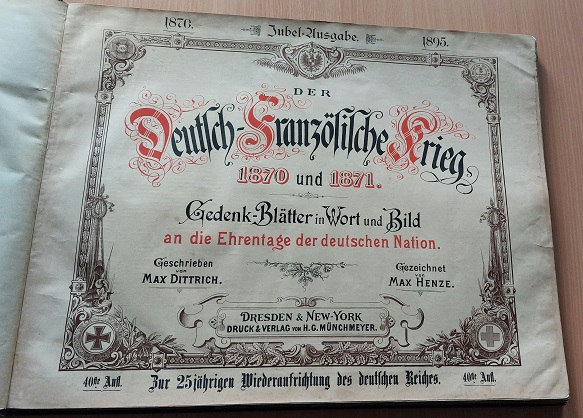 1870. Jubel-Ausgabe. 1895.
DER
Deutsch-Französische Krieg
1870 und 1871.
Gedenk-Blätter in Wort und Bild
an die Ehrentage der deutschen Nation.
Geschrieben
von
MAX DITTRICH.
Gezeichnet
von
MAX HENZE.
DRESDEN & NEW-YORK
DRUCK & VERLAG VON H. G. MÜNCHMEYER.
40ste Aufl. Zur 25jährigen Wiederaufrichtung des deutschen Reiches. 40ste Aufl.